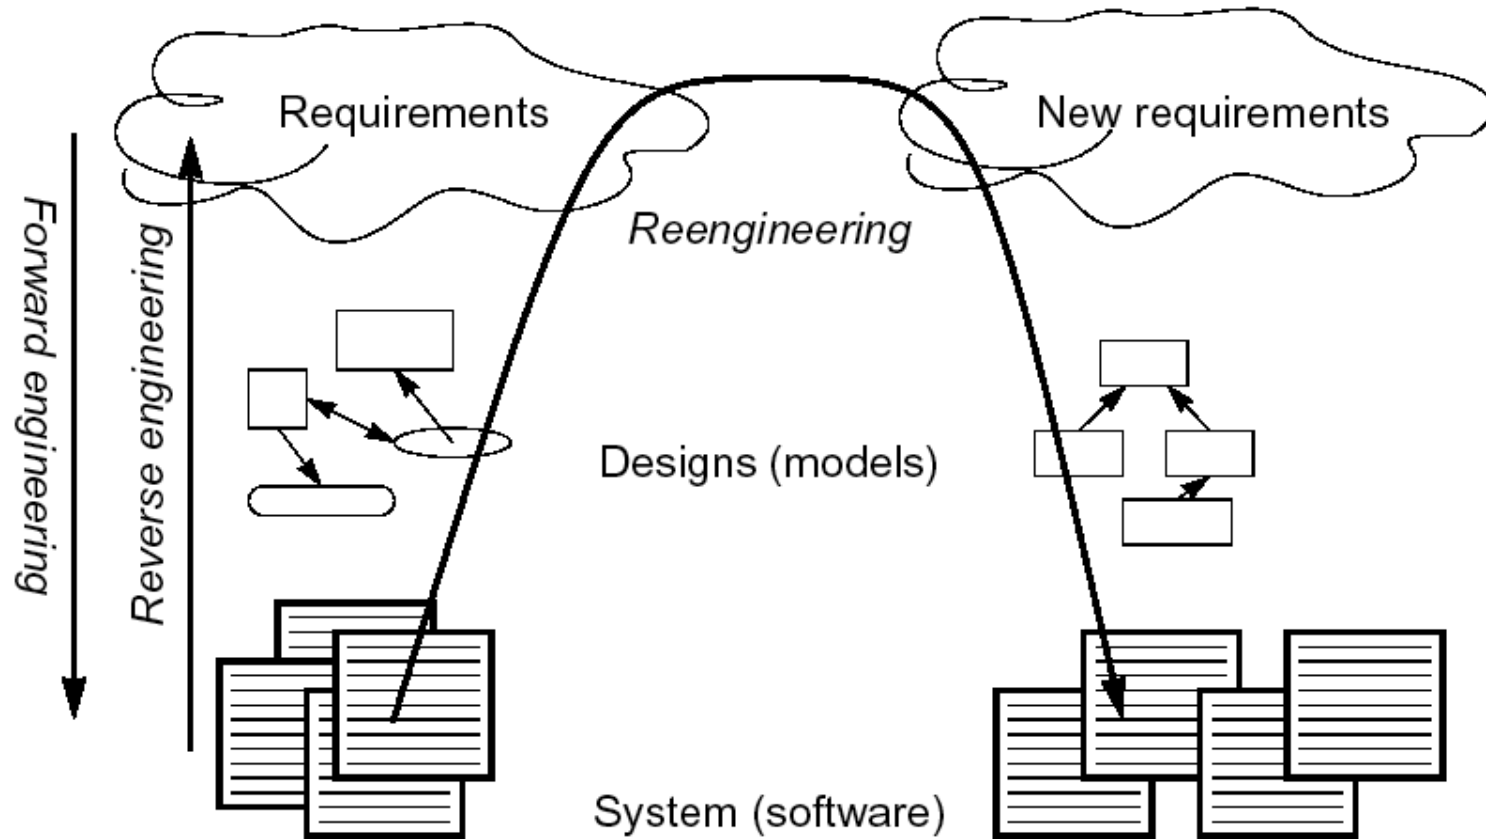 Requirements
New requirements
Reengineering
Forward engineering
Reverse engineering
Designs (models)
System (software)